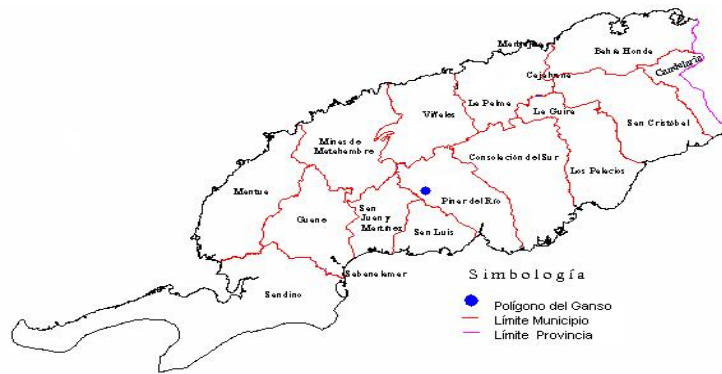 Bahía Honda
Candelaria
Cajalbana
La Palma
Viñales
La Güira
San Cristóbal
Minas de
Matahambre
Consolación del Sur
Los Palacios
Mantua
Guane
San
Juan y
Martínez
Pinar del Río
San Luis
Sabanalamar
Sandino
Simbología
Polígono del Ganso
Límite Municipio
Límite Provincia